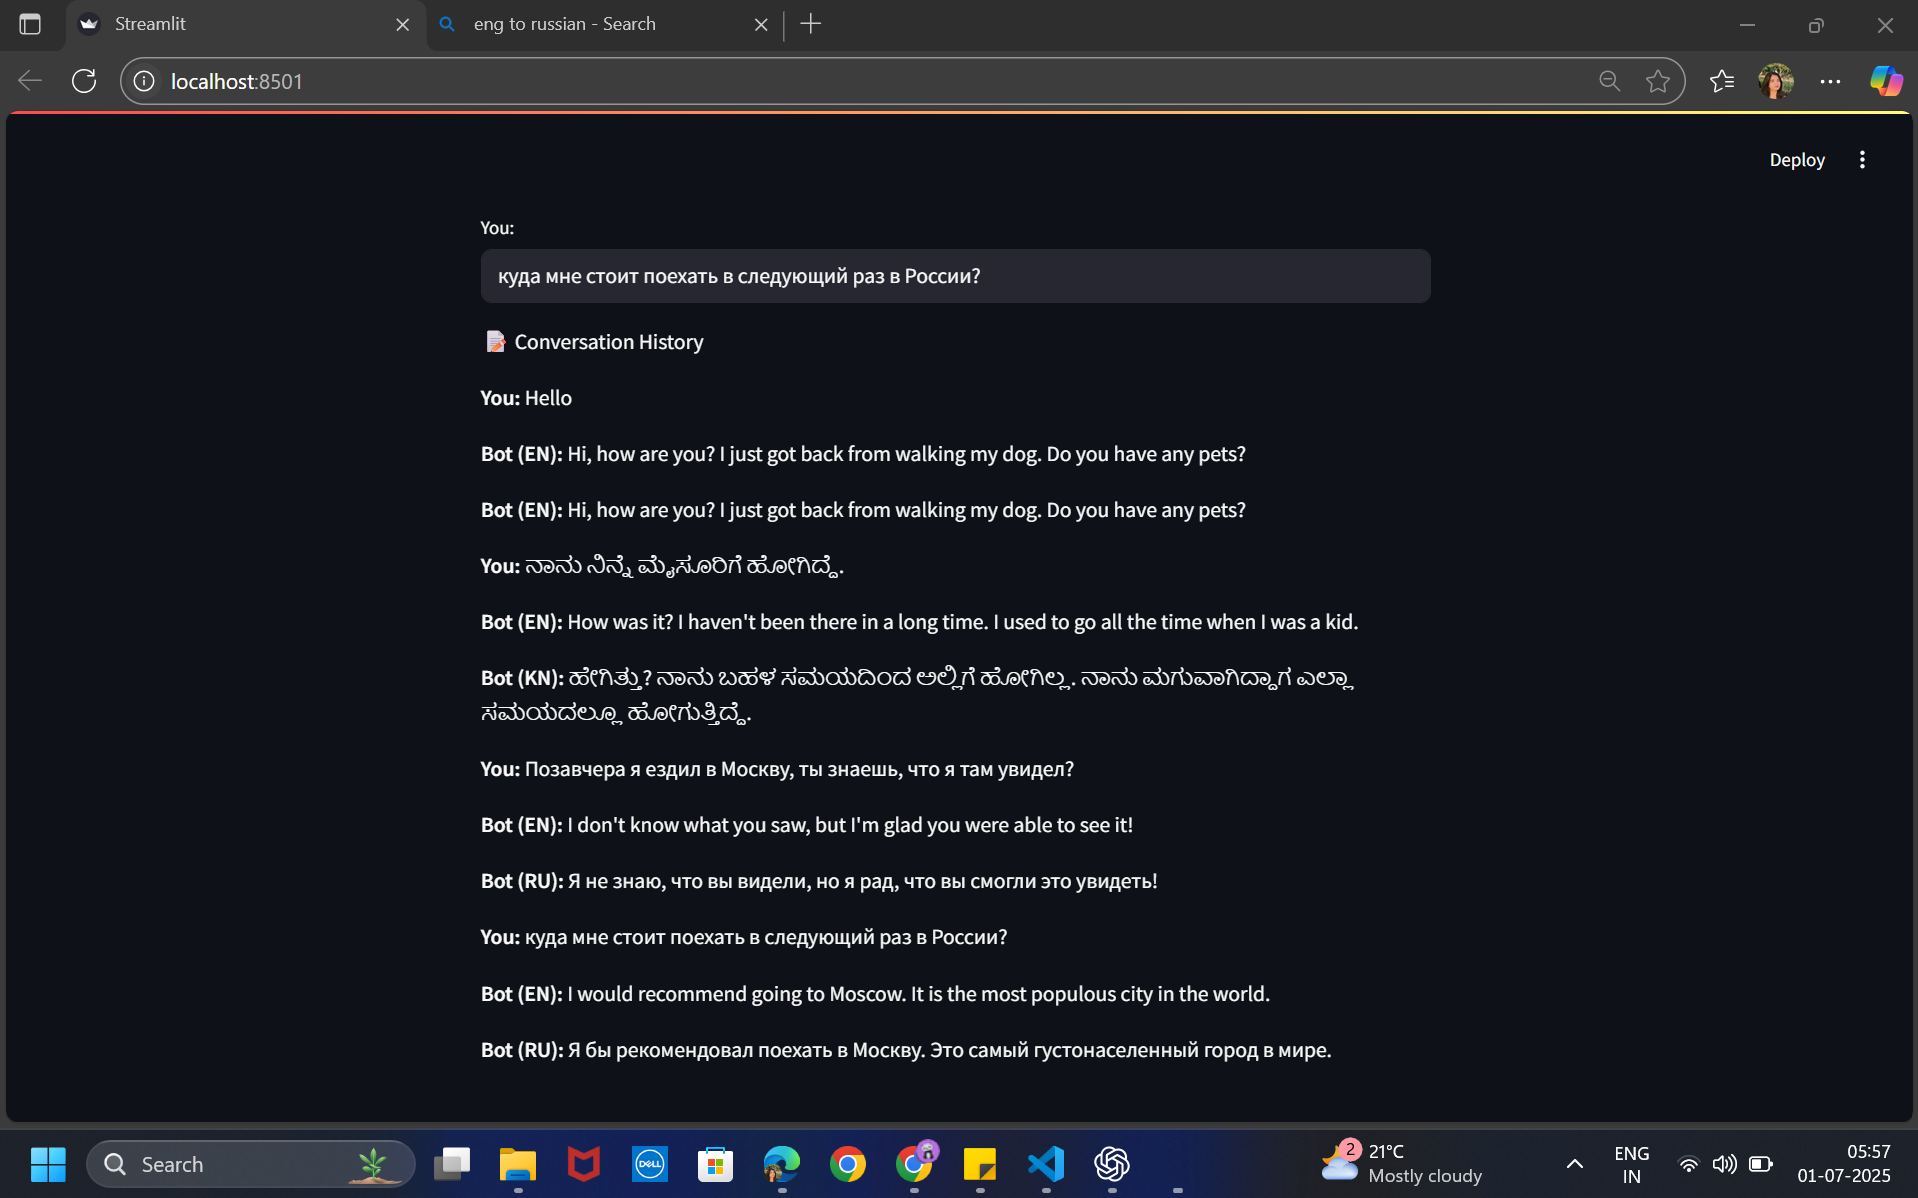 Streamlit
eng to russian - Search
localhost:8501
Deploy
You:
куда мне стоит поехать в следующий раз в России?
📝 Conversation History
You: Hello
Bot (EN): Hi, how are you? I just got back from walking my dog. Do you have any pets?
Bot (EN): Hi, how are you? I just got back from walking my dog. Do you have any pets?
You: ನಾನು ನಿನ್ನೆ ಮೈಸೂರಿಗೆ ಹೋಗಿದ್ದೆ.
Bot (EN): How was it? I haven't been there in a long time. I used to go all the time when I was a kid.
Bot (KN): ಹೇಗಿತ್ತು? ನಾನು ಬಹಳ ಸಮಯದಿಂದ ಅಲ್ಲಿಗೆ ಹೋಗಿಲ್ಲ. ನಾನು ಮಗುವಾಗಿದ್ದಾಗ ಎಲ್ಲಾ
ಸಮಯದಲ್ಲೂ ಹೋಗುತ್ತಿದ್ದೆ.
You: Позавчера я ездил в Москву, ты знаешь, что я там увидел?
Bot (EN): I don't know what you saw, but I'm glad you were able to see it!
Bot (RU): Я не знаю, что вы видели, но я рад, что вы смогли это увидеть!
You: куда мне стоит поехать в следующий раз в России?
Bot (EN): I would recommend going to Moscow. It is the most populous city in the world.
Bot (RU): Я бы рекомендовал поехать в Москву. Это самый густонаселенный город в мире.
Search
DELL
2
21°C
Mostly cloudy
ENG
IN
05:57
01-07-2025